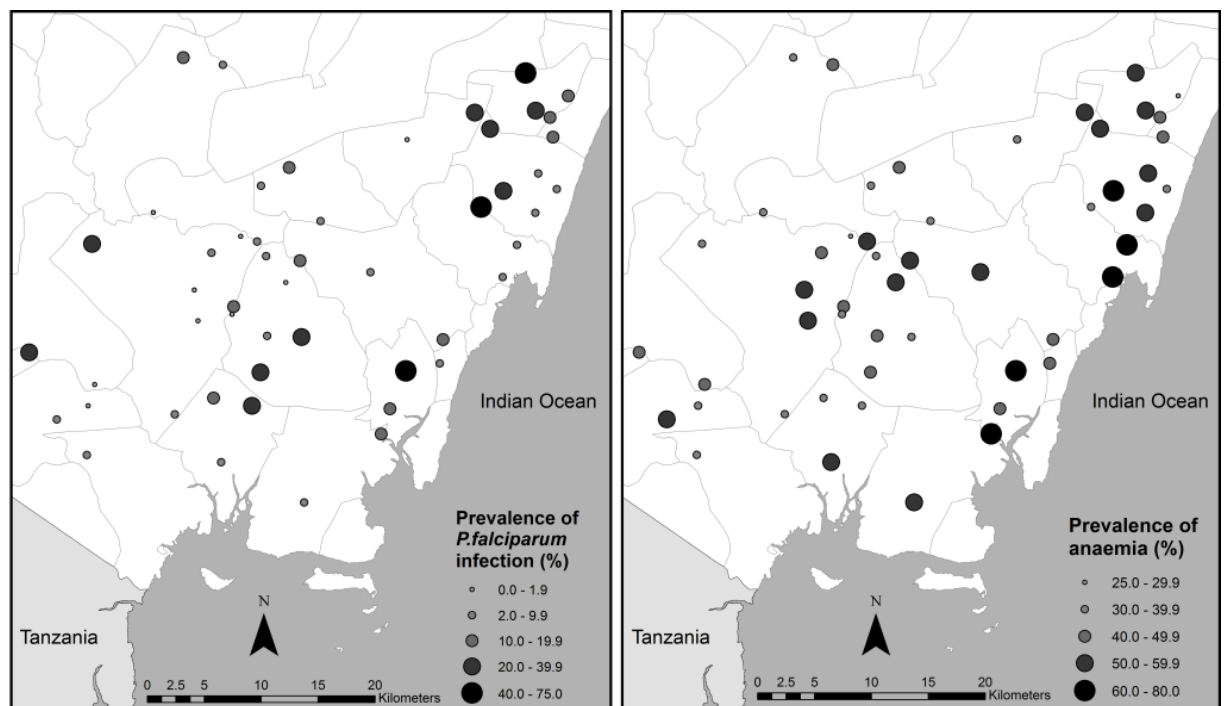 Indian Ocean
Prevalence of
P.falciparum
infection (%)
0.0 - 1.9
2.0 - 9.9
10.0 - 19.9
20.0 - 39.9
40.0 - 75.0
N
Tanzania
0 2.5 5 10 15 20
Kilometers
Indian Ocean
Prevalence of
anaemia (%)
25.0 - 29.9
30.0 - 39.9
40.0 - 49.9
50.0 - 59.9
60.0 - 80.0
N
Tanzania
0 2.5 5 10 15 20
Kilometers